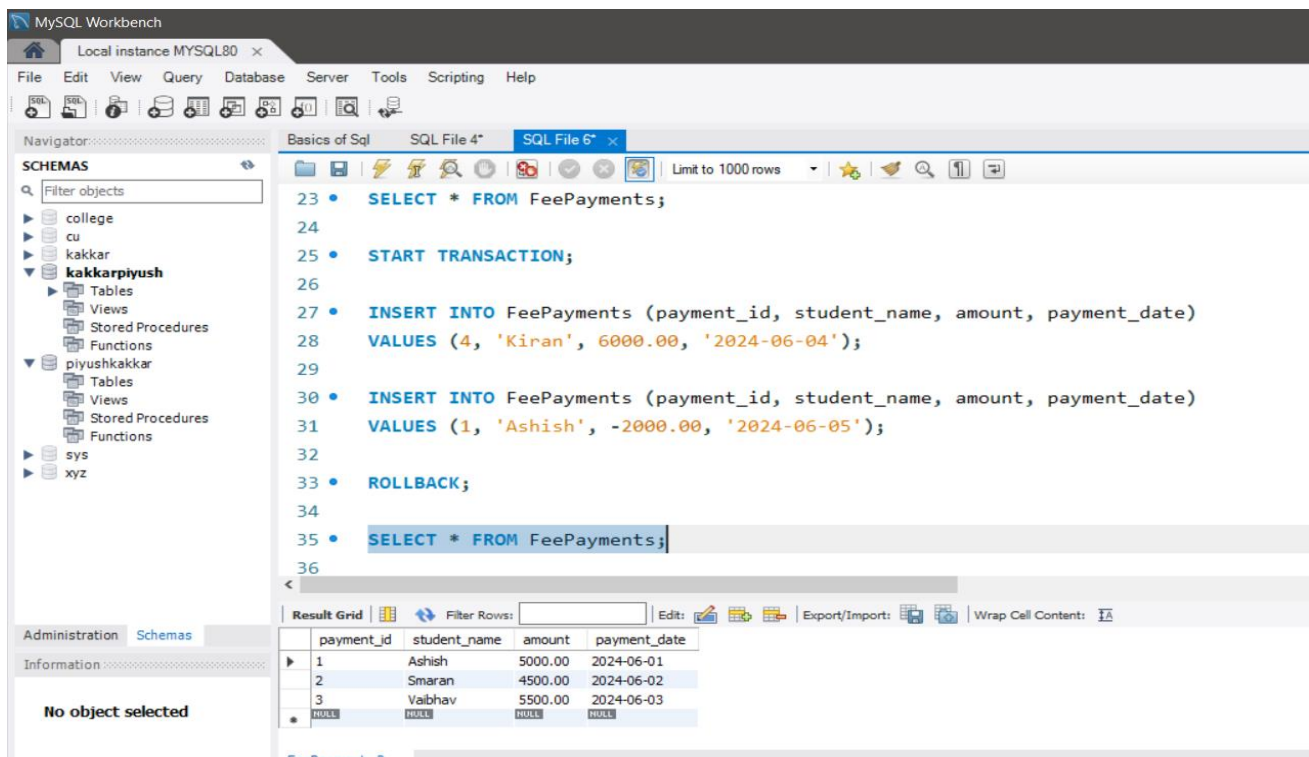 MySQL Workbench
Local instance MYSQL80
File Edit View Query Database Server Tools Scripting Help
Navigator
Basics of Sql SQL File 4* SQL File 6*
SCHEMAS
Limit to 1000 rows
Filter objects
college
cu
kakkar
kakkarpiyush
Tables
Views
Stored Procedures
Functions
piyushkakkar
Tables
Views
Stored Procedures
Functions
sys
xyz
23 SELECT * FROM FeePayments;
24
25 START TRANSACTION;
26
27 INSERT INTO FeePayments (payment_id, student_name, amount, payment_date)
28 VALUES (4, 'Kiran', 6000.00, '2024-06-04');
29
30 INSERT INTO FeePayments (payment_id, student_name, amount, payment_date)
31 VALUES (1, 'Ashish', -2000.00, '2024-06-05');
32
33 ROLLBACK;
34
35 SELECT * FROM FeePayments;
36
Result Grid Filter Rows: Edit: Export/Import: Wrap Cell Content:
payment_id student_name amount payment_date
1 Ashish 5000.00 2024-06-01
2 Smaran 4500.00 2024-06-02
3 Vaibhav 5500.00 2024-06-03
NULL NULL NULL NULL
Administration Schemas
Information
No object selected